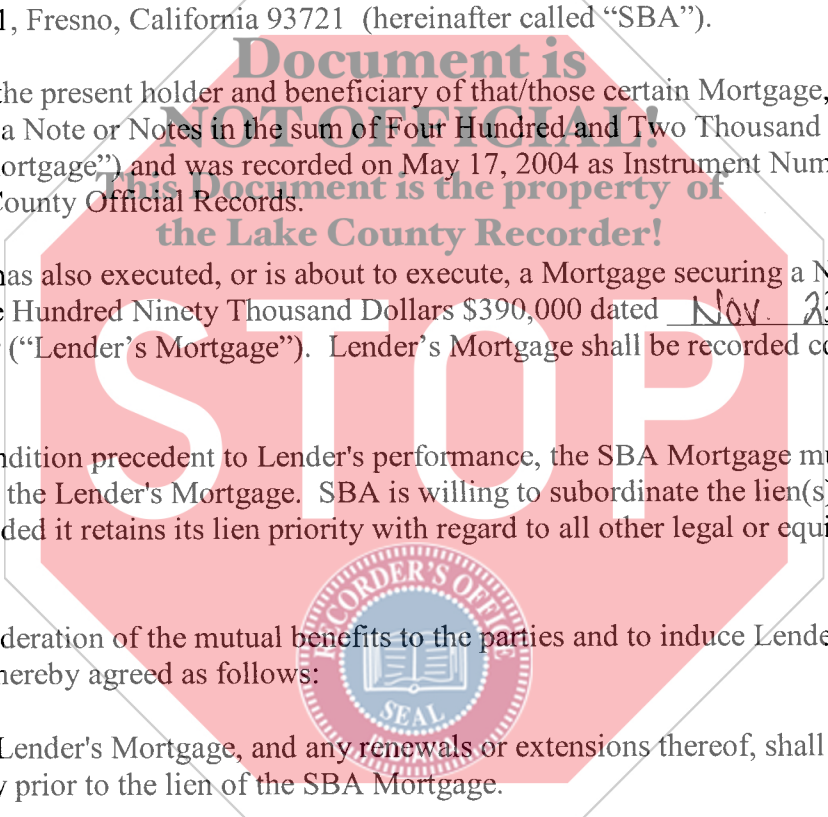 1, Fresno, California 93721 (hereinafter called “SBA”).
Document is
the present holder and beneficiary of that/those certain Mortgage,
NOT OFFICIAL!
a Note or Notes in the sum of Four Hundred and Two Thousand
ortgage”) and was recorded on May 17, 2004 as Instrument Num
This Document is the property of
County Official Records.
the Lake County Recorder!
has also executed, or is about to execute, a Mortgage securing a N
Hundred Ninety Thousand Dollars $390,000 dated Nov. 2
(“Lender’s Mortgage”). Lender’s Mortgage shall be recorded co
STOP
ndition precedent to Lender's performance, the SBA Mortgage mu
the Lender's Mortgage. SBA is willing to subordinate the lien(s)
ded it retains its lien priority with regard to all other legal or equi
RECORDER'S OFFICE
deration of the mutual benefits to the parties and to induce Lende
hereby agreed as follows:
SEAL
INDIANA
Lender's Mortgage, and any renewals or extensions thereof, shall
y prior to the lien of the SBA Mortgage.